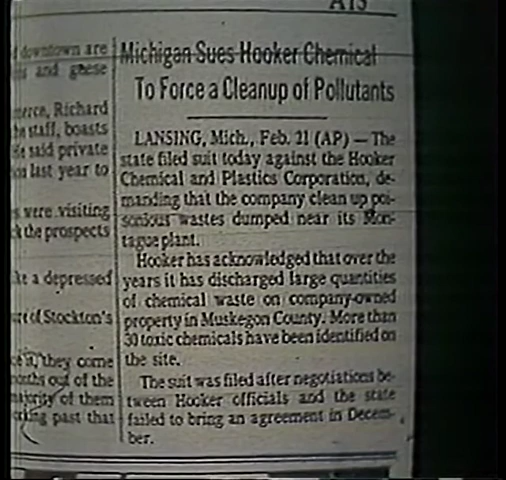 A15
downtown are
and geese
Richard
staff, boasts
said private
last year to
were visiting
the prospects
a depressed
of Stockton's
they come
out of the
of them
past that
Michigan Sues Hooker Chemical
To Force a Cleanup of Pollutants
LANSING, Mich., Feb. 21 (AP) — The
state filed suit today against the Hooker
Chemical and Plastics Corporation, de-
manding that the company clean up poi-
sonious wastes dumped near its Mon-
tague plant.
Hooker has acknowledged that over the
years it has discharged large quantities
of chemical waste on company-owned
property in Muskegon County. More than
30 toxic chemicals have been identified on
the site.
The suit was filed after negotiations be-
tween Hooker officials and the state
failed to bring an agreement in Decem-
ber.